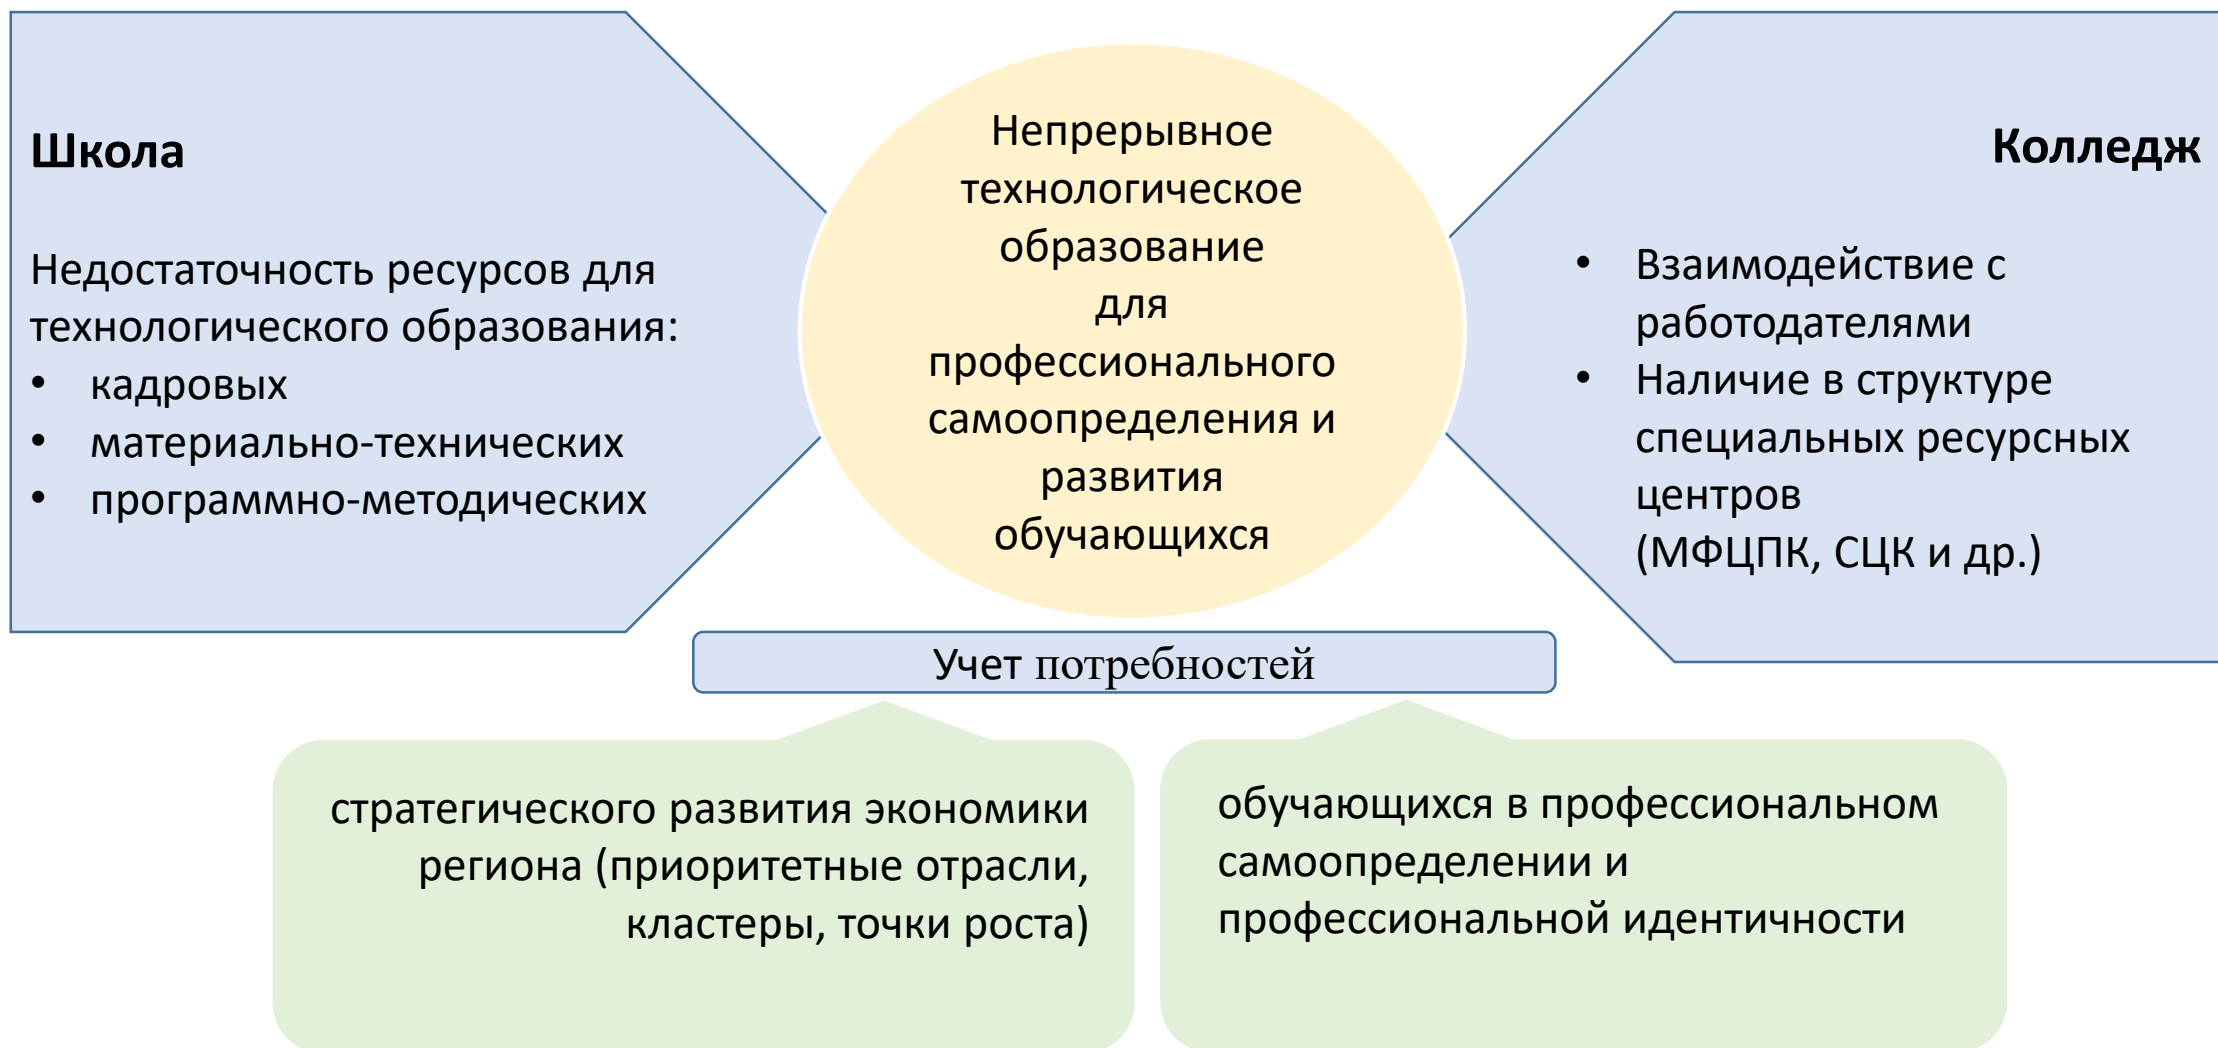 Школа
Недостаточность ресурсов для
технологического образования:
• кадровых
• материально-технических
• программно-методических
Непрерывное
технологическое
образование
для
профессионального
самоопределения и
развития
обучающихся
Колледж
• Взаимодействие с
работодателями
• Наличие в структуре
специальных ресурсных
центров
(МФЦПК, СЦК и др.)
Учет потребностей
стратегического развития экономики
региона (приоритетные отрасли,
кластеры, точки роста)
обучающихся в профессиональном
самоопределении и
профессиональной идентичности